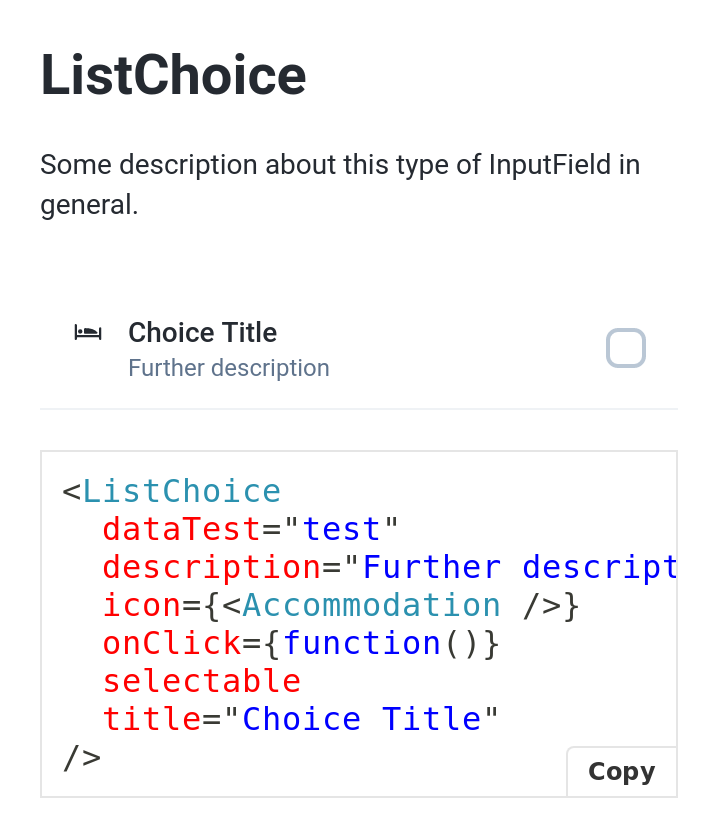 ListChoice
Some description about this type of InputField in
general.
Choice Title
Further description
<ListChoice
  dataTest="test"
  description="Further descript
  icon={<Accommodation />}
  onClick={function()}
  selectable
  title="Choice Title"
/>
Copy